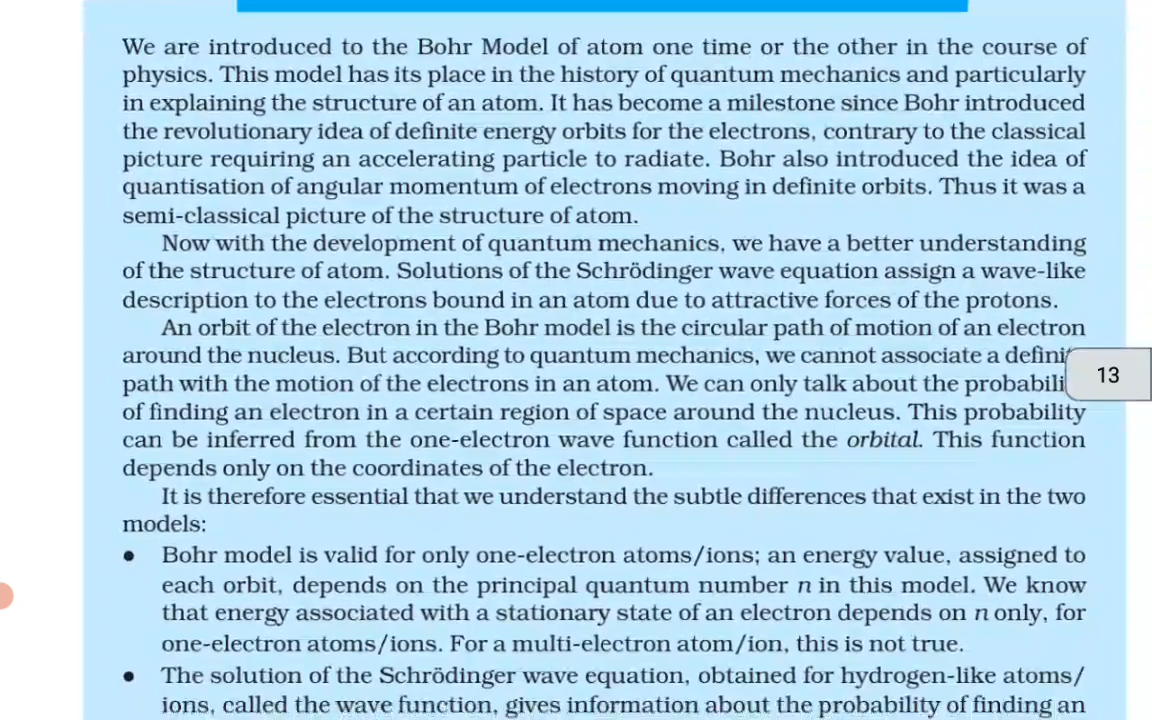 We are introduced to the Bohr Model of atom one time or the other in the course of
physics. This model has its place in the history of quantum mechanics and particularly
in explaining the structure of an atom. It has become a milestone since Bohr introduced
the revolutionary idea of definite energy orbits for the electrons, contrary to the classical
picture requiring an accelerating particle to radiate. Bohr also introduced the idea of
quantisation of angular momentum of electrons moving in definite orbits. Thus it was a
semi-classical picture of the structure of atom.
Now with the development of quantum mechanics, we have a better understanding
of the structure of atom. Solutions of the Schrödinger wave equation assign a wave-like
description to the electrons bound in an atom due to attractive forces of the protons.
An orbit of the electron in the Bohr model is the circular path of motion of an electron
around the nucleus. But according to quantum mechanics, we cannot associate a definit
path with the motion of the electrons in an atom. We can only talk about the probabili
13
of finding an electron in a certain region of space around the nucleus. This probability
can be inferred from the one-electron wave function called the orbital. This function
depends only on the coordinates of the electron.
It is therefore essential that we understand the subtle differences that exist in the two
models:
• Bohr model is valid for only one-electron atoms/ions; an energy value, assigned to
each orbit, depends on the principal quantum number n in this model. We know
that energy associated with a stationary state of an electron depends on n only, for
one-electron atoms/ions. For a multi-electron atom/ion, this is not true.
• The solution of the Schrödinger wave equation, obtained for hydrogen-like atoms/
ions, called the wave function, gives information about the probability of finding an